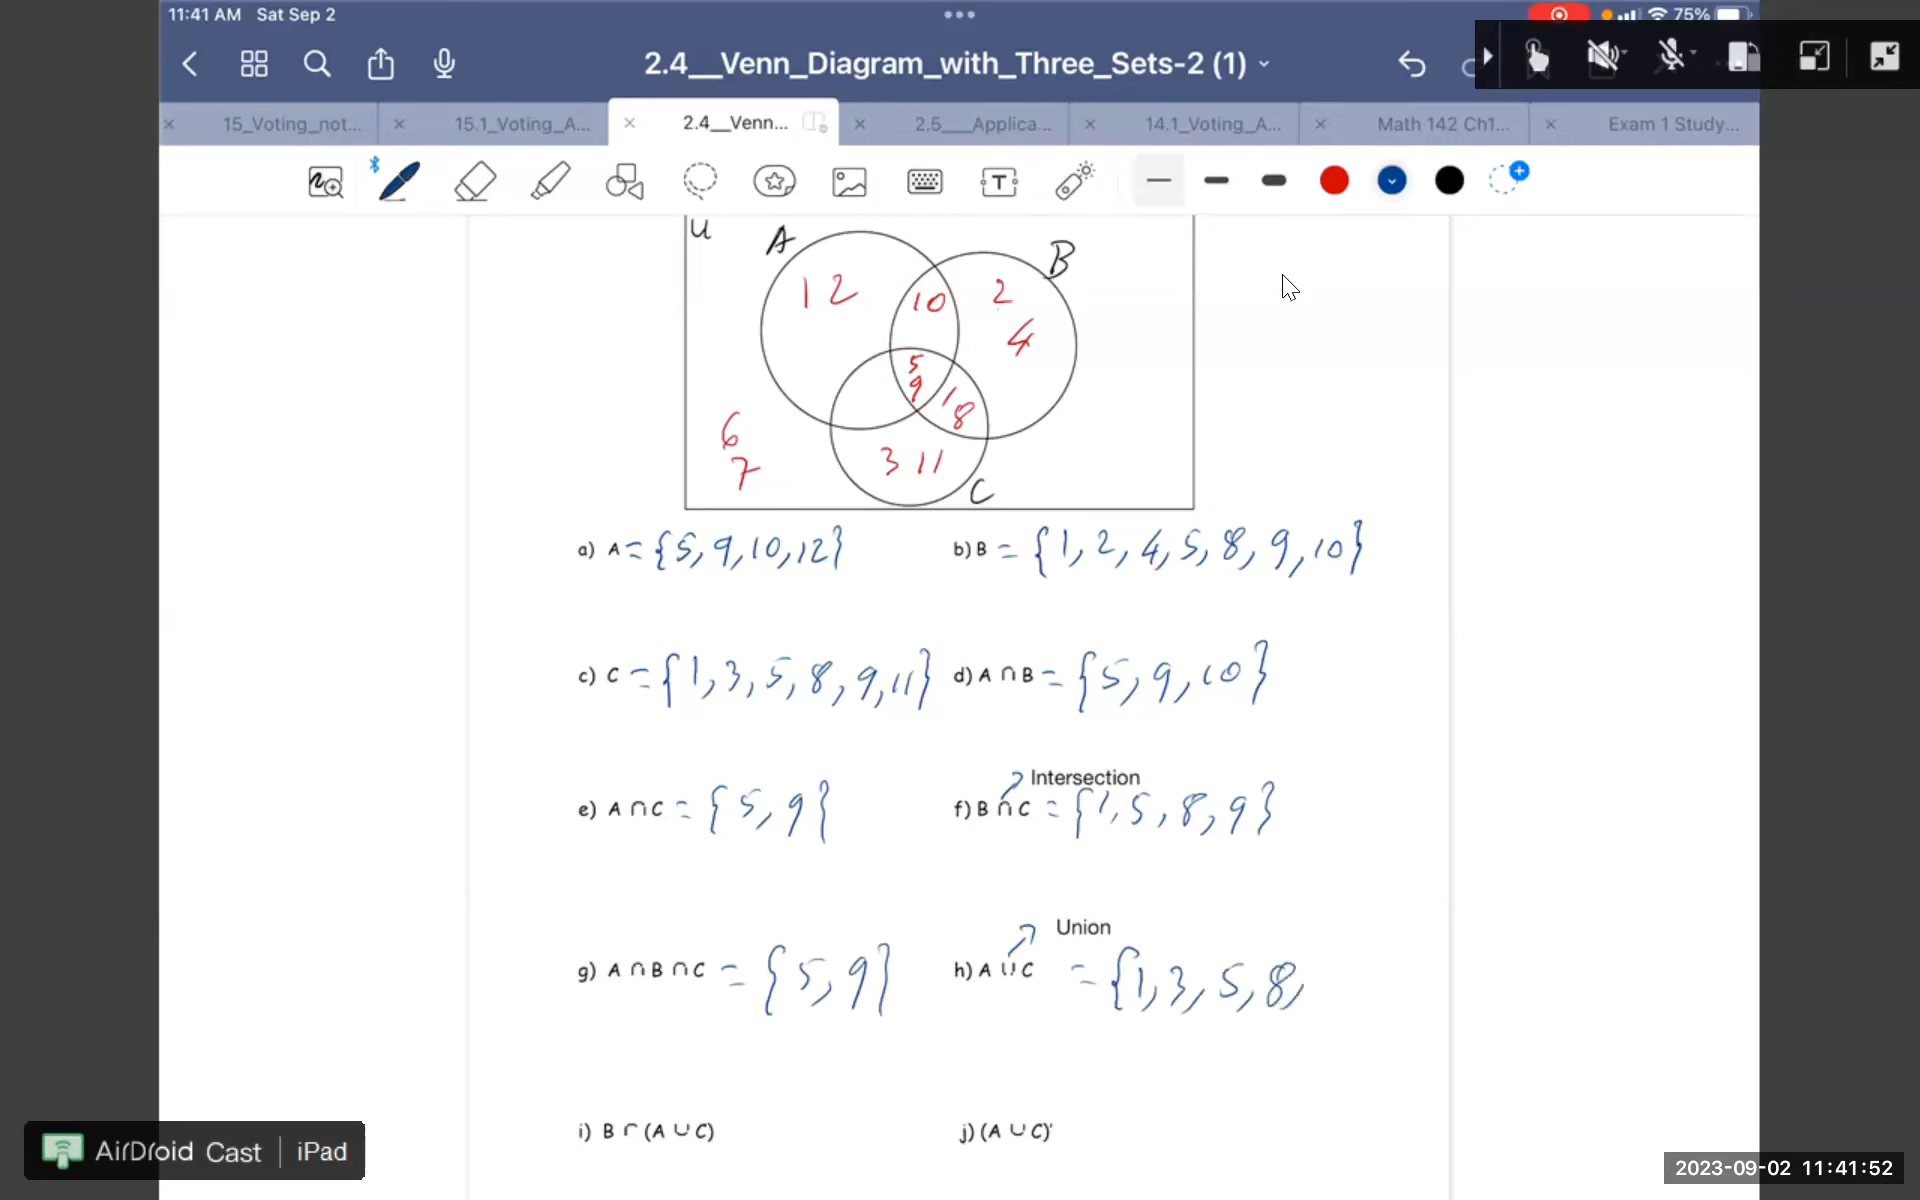 11:41 AM Sat Sep 2
75%
2.4__Venn_Diagram_with_Three_Sets-2 (1)
15_Voting_not...
15.1_Voting_A...
2.4__Venn...
2.5___Applica...
14.1_Voting_A...
Math 142 Ch1...
Exam 1 Study...
T
U
A
B
12
10
2
4
5
9
1
8
6
7
3 11
C
a) A = {5, 9, 10, 12}
b) B = {1, 2, 4, 5, 8, 9, 10}
c) C = {1, 3, 5, 8, 9, 11}
d) A ∩ B = {5, 9, 10}
Intersection
e) A ∩ C = {5, 9}
f) B ∩ C = {1, 5, 8, 9}
Union
g) A ∩ B ∩ C = {5, 9}
h) A ∪ C = {1, 3, 5, 8,
i) B ∩ (A ∪ C)
j) (A ∪ C)'
AirDroid Cast | iPad
2023-09-02 11:41:52